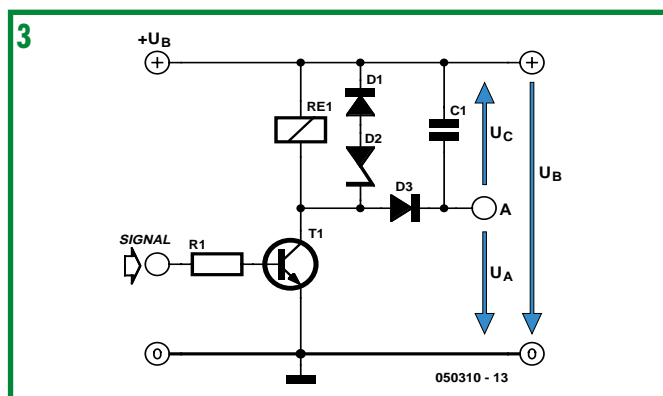 3
+UB
D1
RE1
C1
UC
D2
UB
D3
A
SIGNAL
R1
T1
UA
0
0
050310 - 13